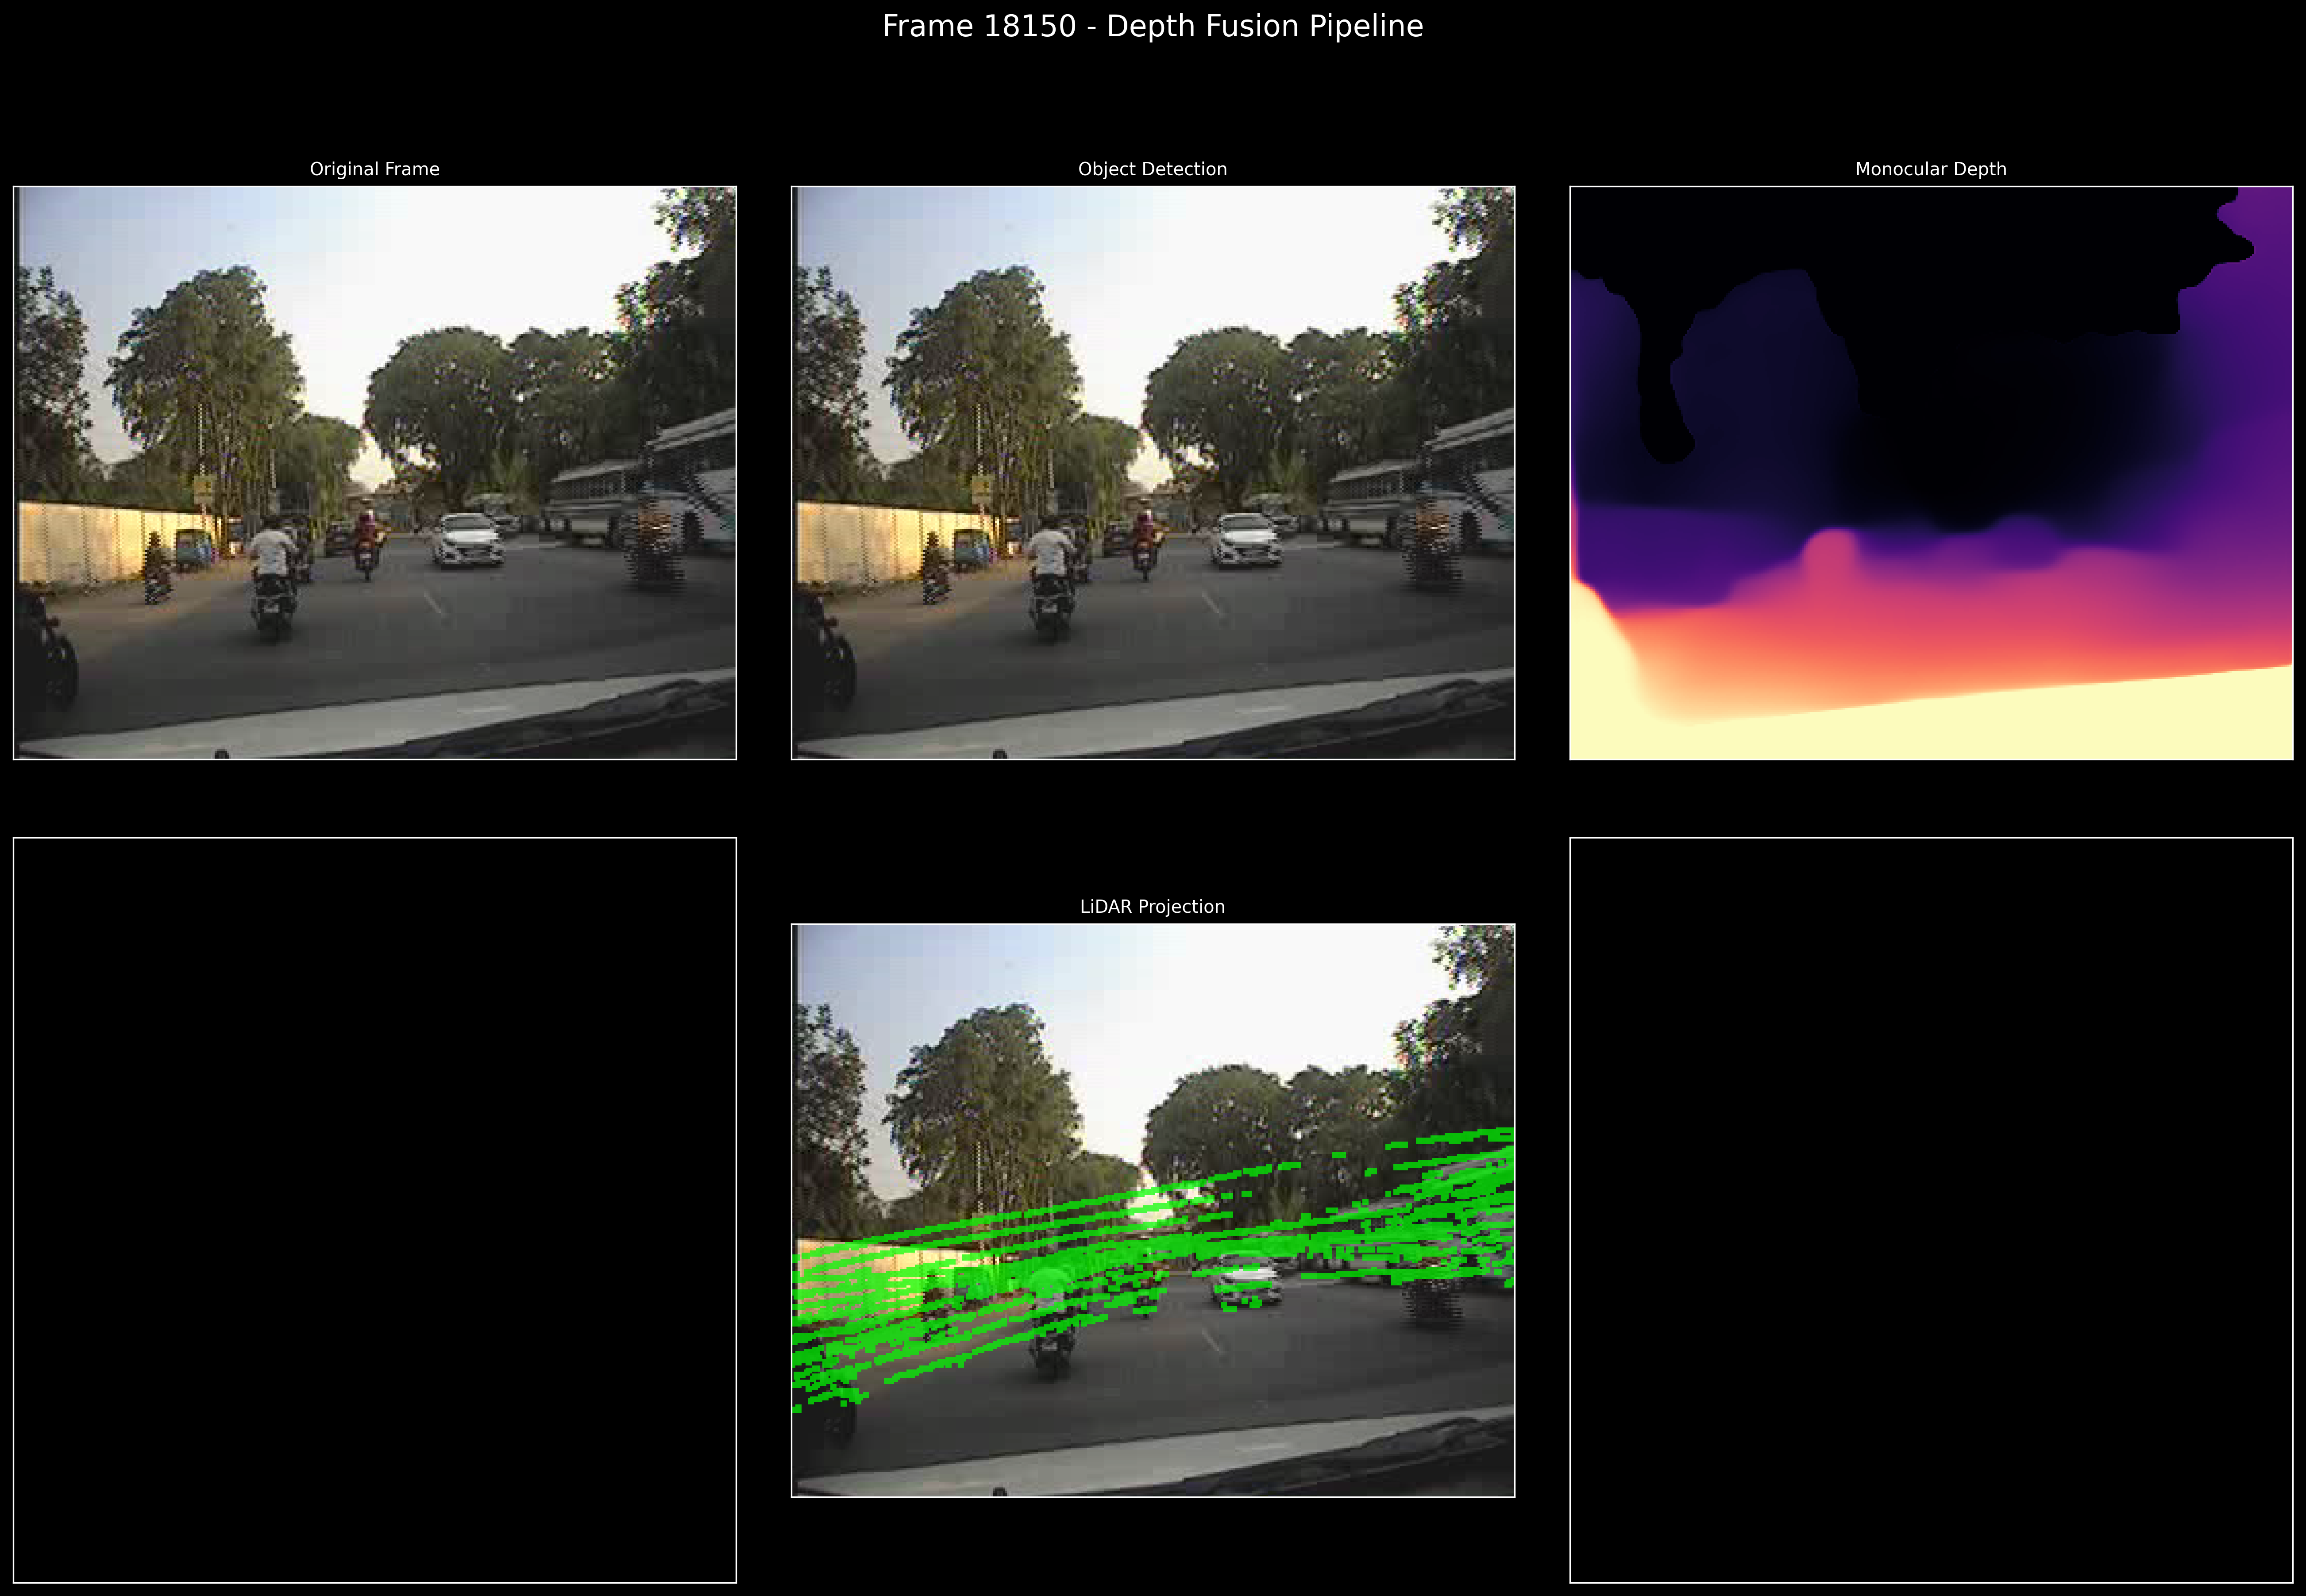 Frame 18150 - Depth Fusion Pipeline
Original Frame
Object Detection
Monocular Depth
LiDAR Projection